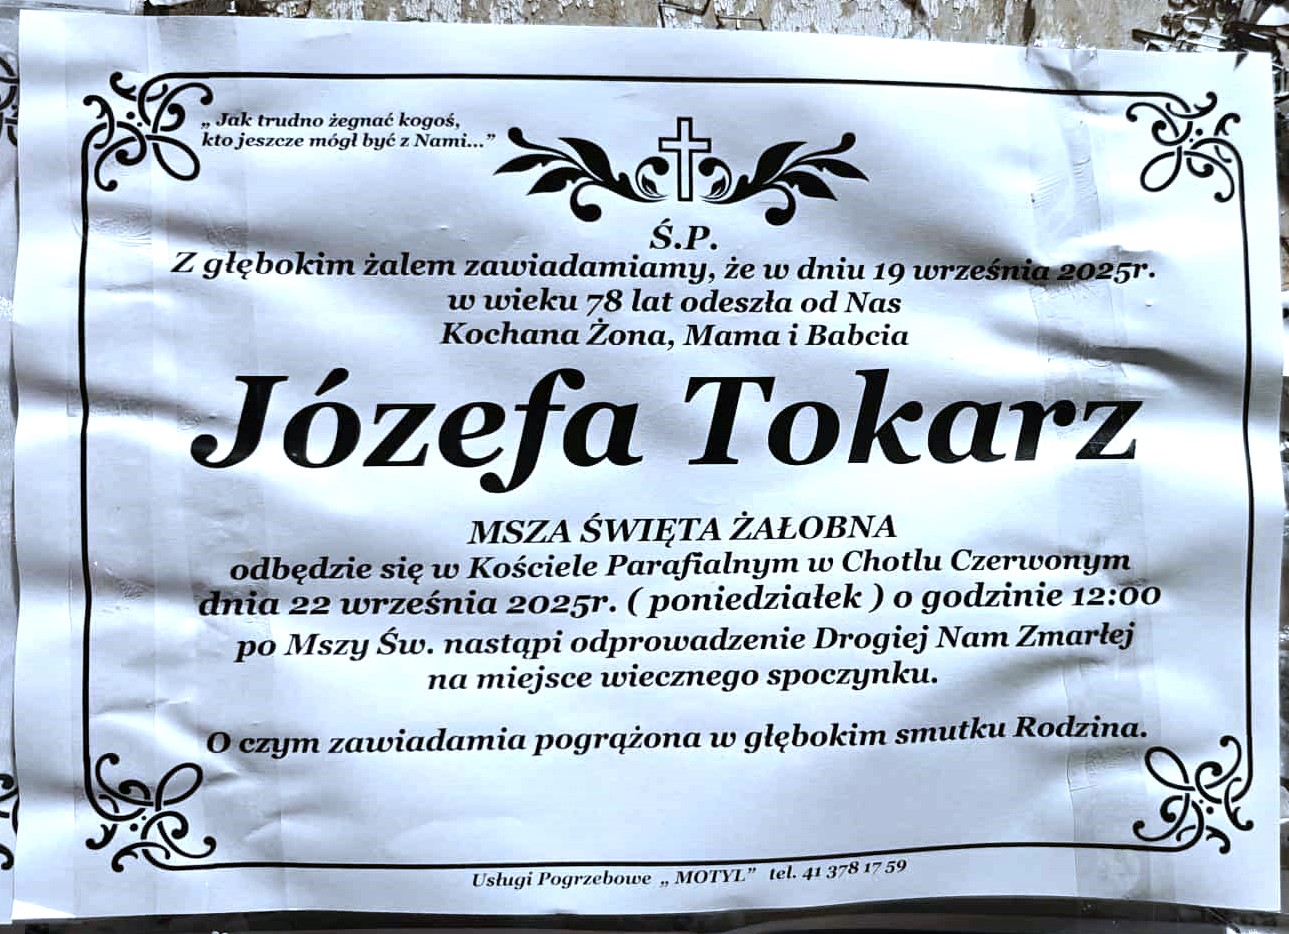 „ Jak trudno żegnać kogoś,
kto jeszcze mógł być z Nami..."
Ś.P.
Z głębokim żalem zawiadamiamy, że w dniu 19 września 2025r.
w wieku 78 lat odeszła od Nas
Kochana Żona, Mama i Babcia
Józefa Tokarz
MSZA ŚWIĘTA ŻAŁOBNA
odbędzie się w Kościele Parafialnym w Chotlu Czerwonym
dnia 22 września 2025r. ( poniedziałek ) o godzinie 12:00
po Mszy Św. nastąpi odprowadzenie Drogiej Nam Zmarłej
na miejsce wiecznego spoczynku.
O czym zawiadamia pogrążona w głębokim smutku Rodzina.
Usługi Pogrzebowe „ MOTYL" tel. 41 378 17 59